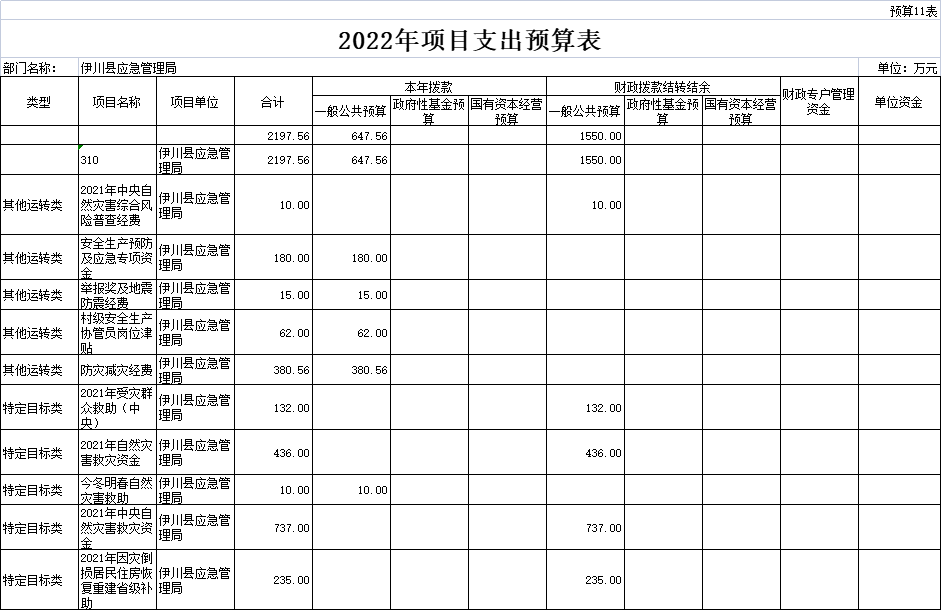 预算11表
2022年项目支出预算表
部门名称： 伊川县应急管理局 单位：万元
类型 项目名称 项目单位 合计 本年拨款 财政拨款结转结余 财政专户管理资金 单位资金
一般公共预算 政府性基金预算 国有资本经营预算 一般公共预算 政府性基金预算 国有资本经营预算
2197.56 647.56 1550.00
310 伊川县应急管理局 2197.56 647.56 1550.00
其他运转类 2021年中央自然灾害综合风险普查经费 伊川县应急管理局 10.00 10.00
其他运转类 安全生产预防及应急专项资金 伊川县应急管理局 180.00 180.00
其他运转类 举报奖及地震防震经费 伊川县应急管理局 15.00 15.00
其他运转类 村级安全生产协管员岗位津贴 伊川县应急管理局 62.00 62.00
其他运转类 防灾减灾经费 伊川县应急管理局 380.56 380.56
特定目标类 2021年受灾群众救助（中央） 伊川县应急管理局 132.00 132.00
特定目标类 2021年自然灾害救灾资金 伊川县应急管理局 436.00 436.00
特定目标类 今冬明春自然灾害救助 伊川县应急管理局 10.00 10.00
特定目标类 2021年中央自然灾害救灾资金 伊川县应急管理局 737.00 737.00
特定目标类 2021年因灾倒损居民住房恢复重建省级补助 伊川县应急管理局 235.00 235.00